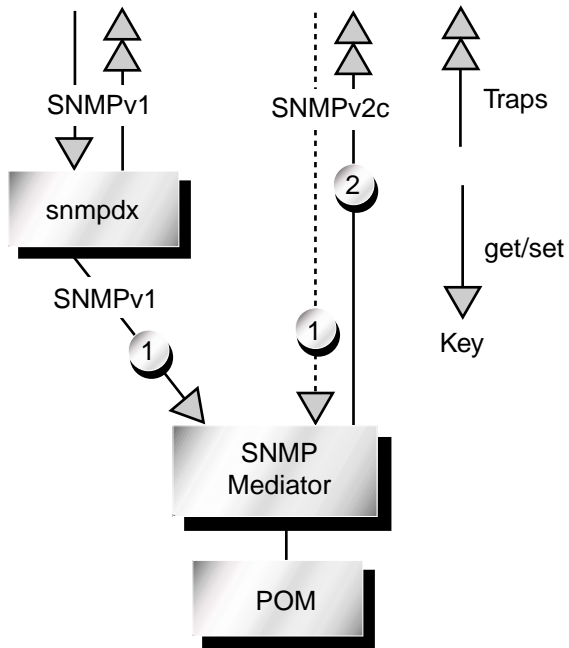 SNMPv1
SNMPv2c
Traps
snmpdx
2
get/set
SNMPv1
1
1
Key
SNMP
Mediator
POM